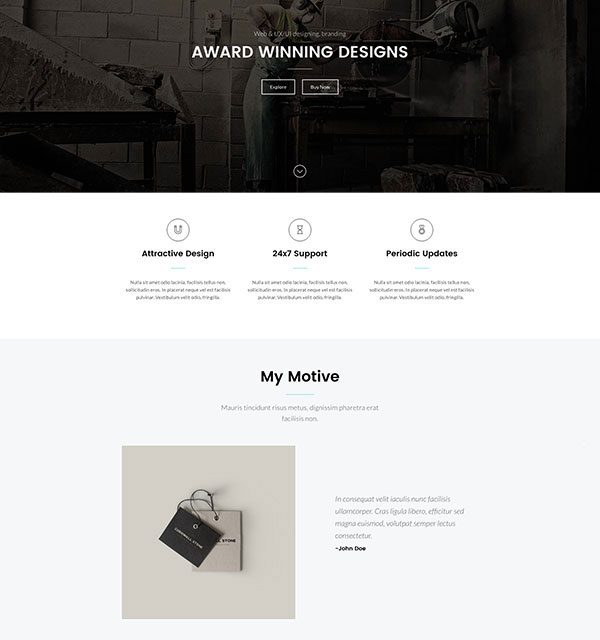 Web & UX/UI designing, branding
AWARD WINNING DESIGNS
Explore
Buy Now
Attractive Design
24x7 Support
Periodic Updates
Nulla sit amet odio lacinia, facilisis tellus non,
sollicitudin eros. In placerat neque vel est facilisis
pulvinar. Vestibulum velit odio, fringilla.
Nulla sit amet odio lacinia, facilisis tellus non,
sollicitudin eros. In placerat neque vel est facilisis
pulvinar. Vestibulum velit odio, fringilla.
Nulla sit amet odio lacinia, facilisis tellus non,
sollicitudin eros. In placerat neque vel est facilisis
pulvinar. Vestibulum velit odio, fringilla.
My Motive
Mauris tincidunt risus metus, dignissim pharetra erat
facilisis non.
STONE
In consequat velit iaculis nunc facilisis
ullamcorper. Cras ligula libero, efficitur sed
magna euismod, volutpat semper lectus
consectetur.
-John Doe